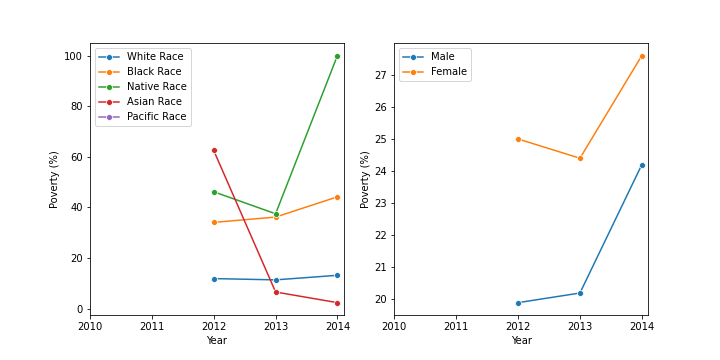 White Race
Black Race
Native Race
Asian Race
Pacific Race
Poverty (%)
100
80
60
40
20
0
2010 2011 2012 2013 2014
Year
Male
Female
Poverty (%)
27
26
25
24
23
22
21
20
2010 2011 2012 2013 2014
Year